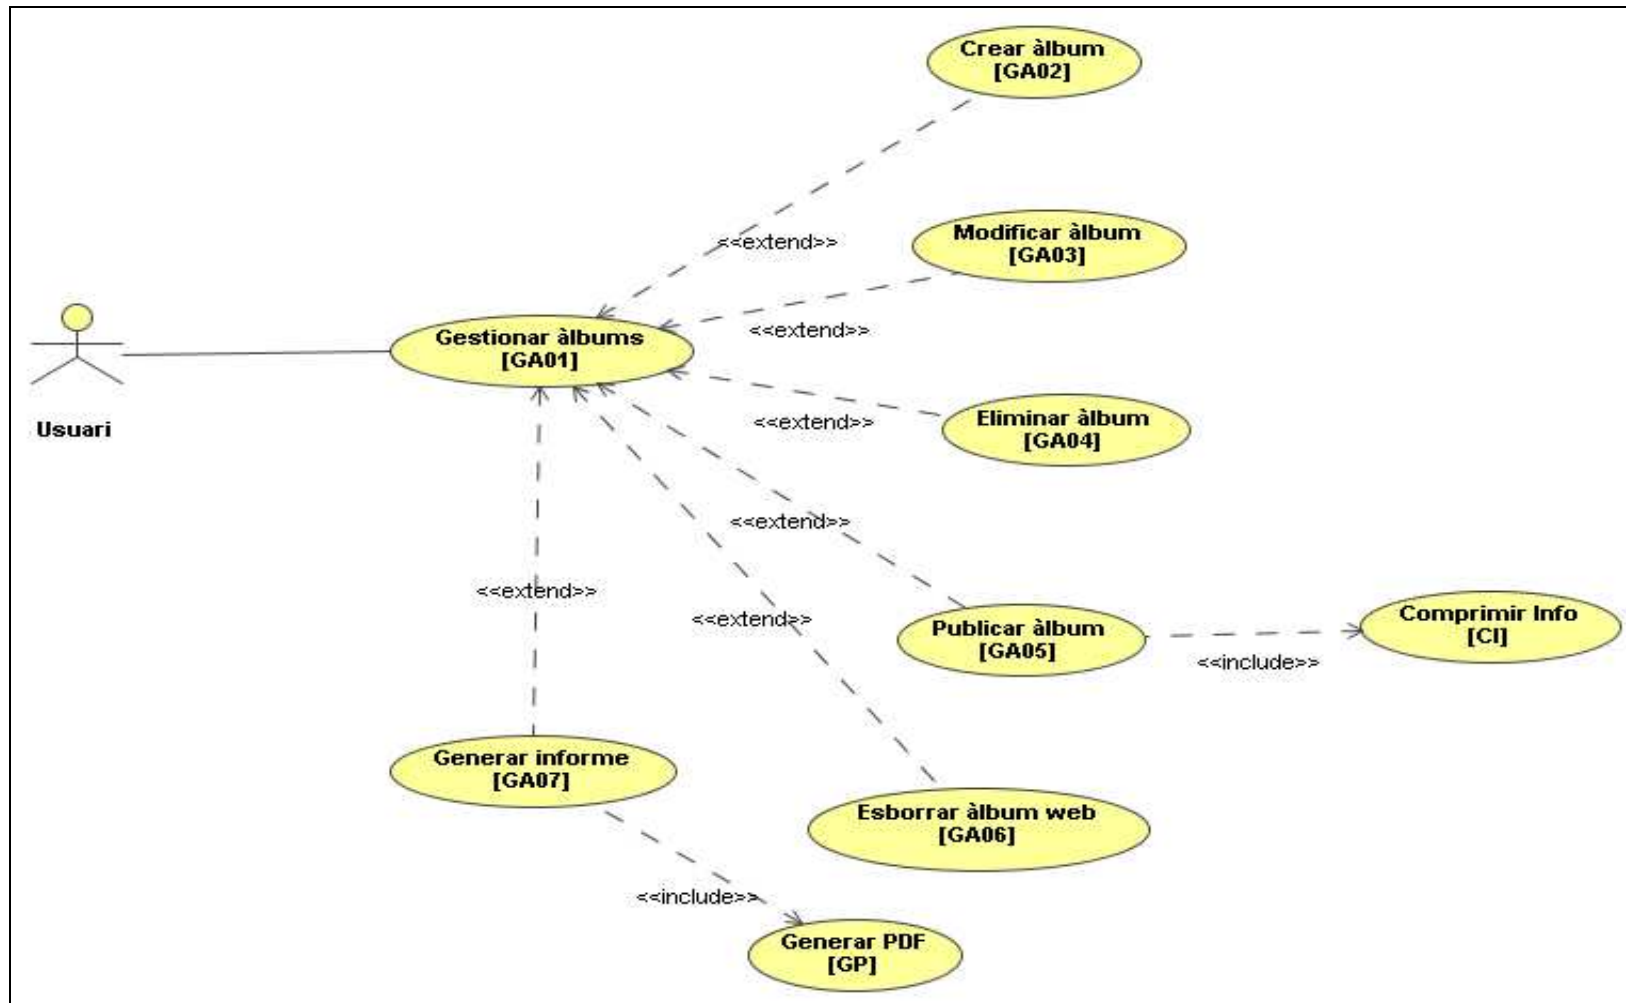 Crear àlbum
[GA02]
<<extend>>
Modificar àlbum
[GA03]
<<extend>>
Gestionar àlbums
[GA01]
Usuari
<<extend>>
Eliminar àlbum
[GA04]
<<extend>>
<<extend>>
<<extend>>
Publicar àlbum
[GA05]
<<include>>
Comprimir Info
[CI]
Generar informe
[GA07]
Esborrar àlbum web
[GA06]
<<include>>
Generar PDF
[GP]